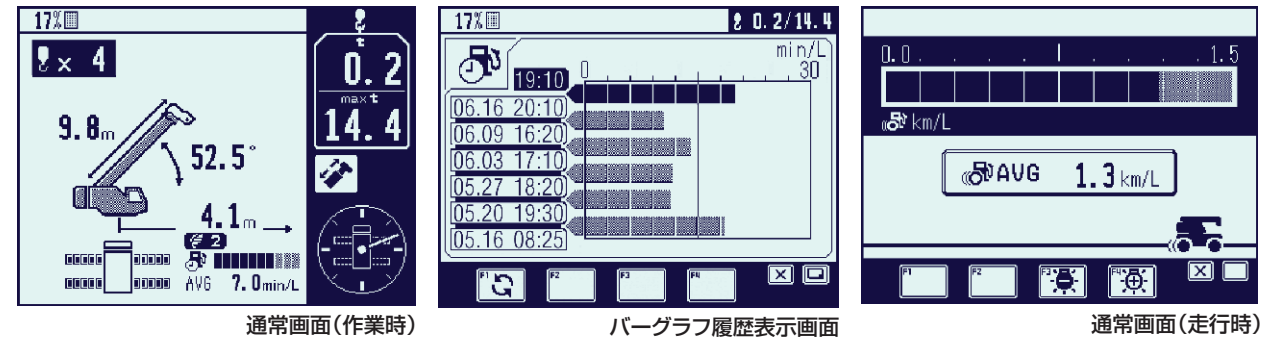 17%
× 4
t
0.2
max t
14.4
9.8m
52.5°
4.1m
2
AVG 7.0min/L
通常画面(作業時)
17% 0.2/14.4
min/L
19:10 0 30
06.16 20:10
06.09 16:20
06.03 17:10
05.27 18:20
05.20 19:30
05.16 08:25
F1 F2 F3 F4
バーグラフ履歴表示画面
0.0 1.5
km/L
AVG 1.3km/L
F1 F2 F3 F4
通常画面(走行時)